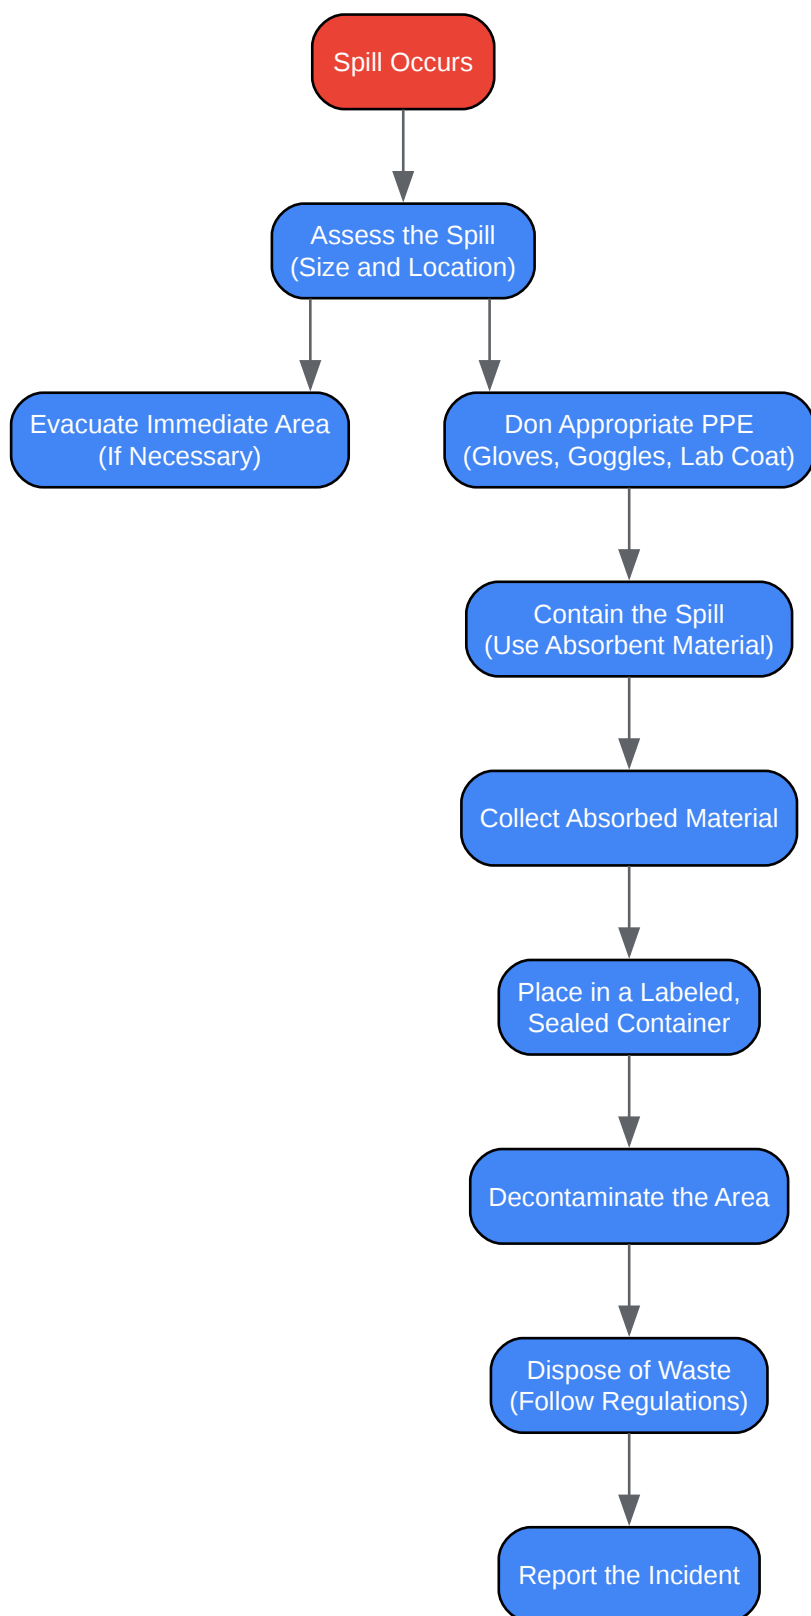 Spill Occurs
Assess the Spill
(Size and Location)
Evacuate Immediate Area
(If Necessary)
Don Appropriate PPE
(Gloves, Goggles, Lab Coat)
Contain the Spill
(Use Absorbent Material)
Collect Absorbed Material
Place in a Labeled,
Sealed Container
Decontaminate the Area
Dispose of Waste
(Follow Regulations)
Report the Incident